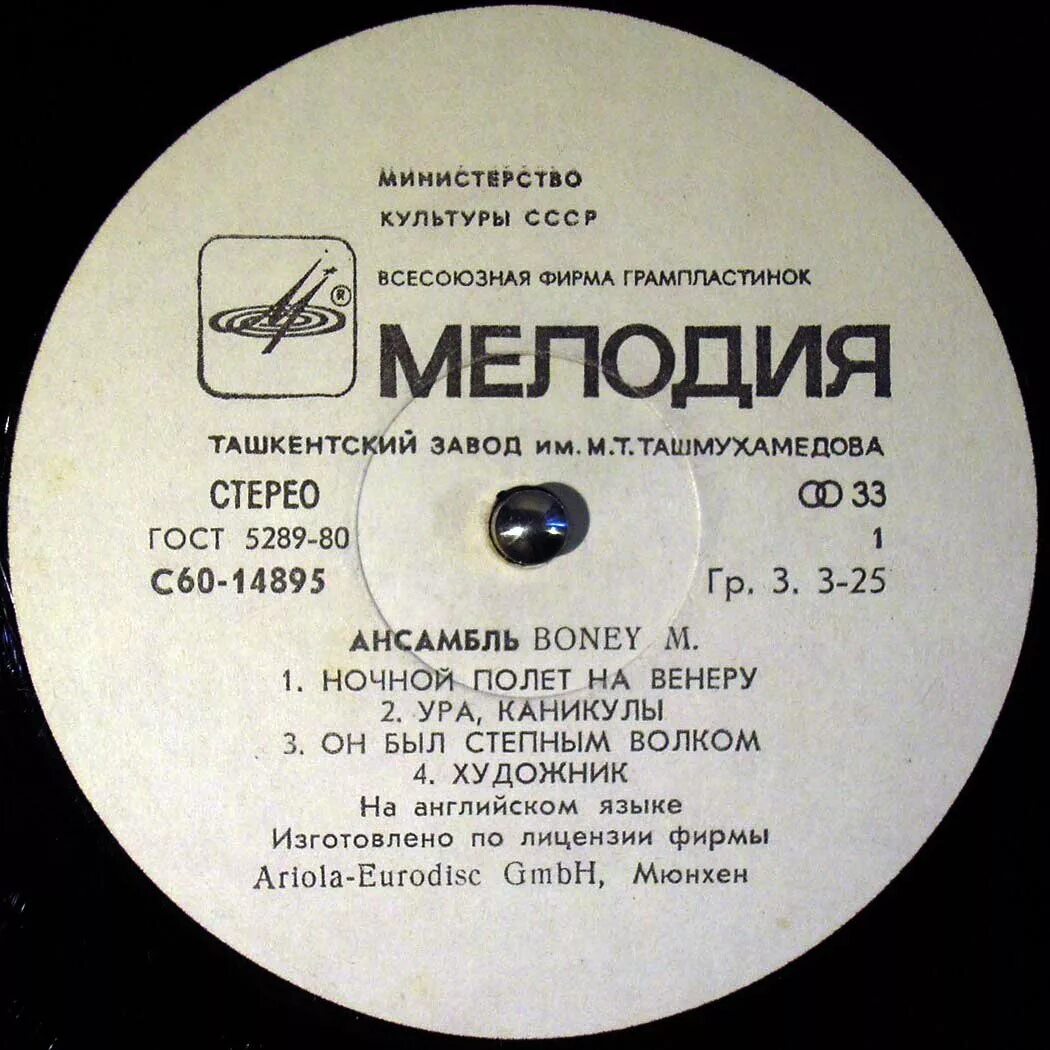 МИНИСТЕРСТВО
КУЛЬТУРЫ СССР
ВСЕСОЮЗНАЯ ФИРМА ГРАМПЛАСТИНОК
®
МЕЛОДИЯ
ТАШКЕНТСКИЙ ЗАВОД ИМ. М.Т. ТАШМУХАМЕДОВА
СТЕРЕО 33
ГОСТ 5289-80 1
С60-14895 Гр. 3. 3-25
АНСАМБЛЬ BONEY M.
1. НОЧНОЙ ПОЛЕТ НА ВЕНЕРУ
2. УРА, КАНИКУЛЫ
3. ОН БЫЛ СТЕПНЫМ ВОЛКОМ
4. ХУДОЖНИК
На английском языке
Изготовлено по лицензии фирмы
Ariola-Eurodisc GmbH, Мюнхен